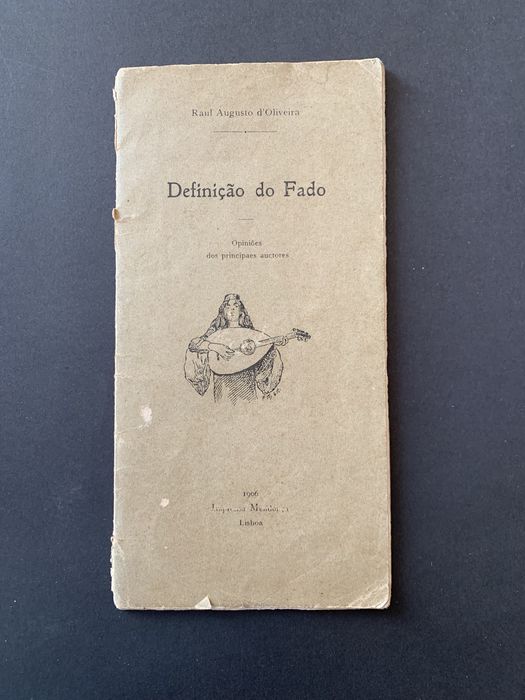 Raul Augusto d'Oliveira
Definição do Fado
Opiniões
dos principaes auctores
1906
Lisboa